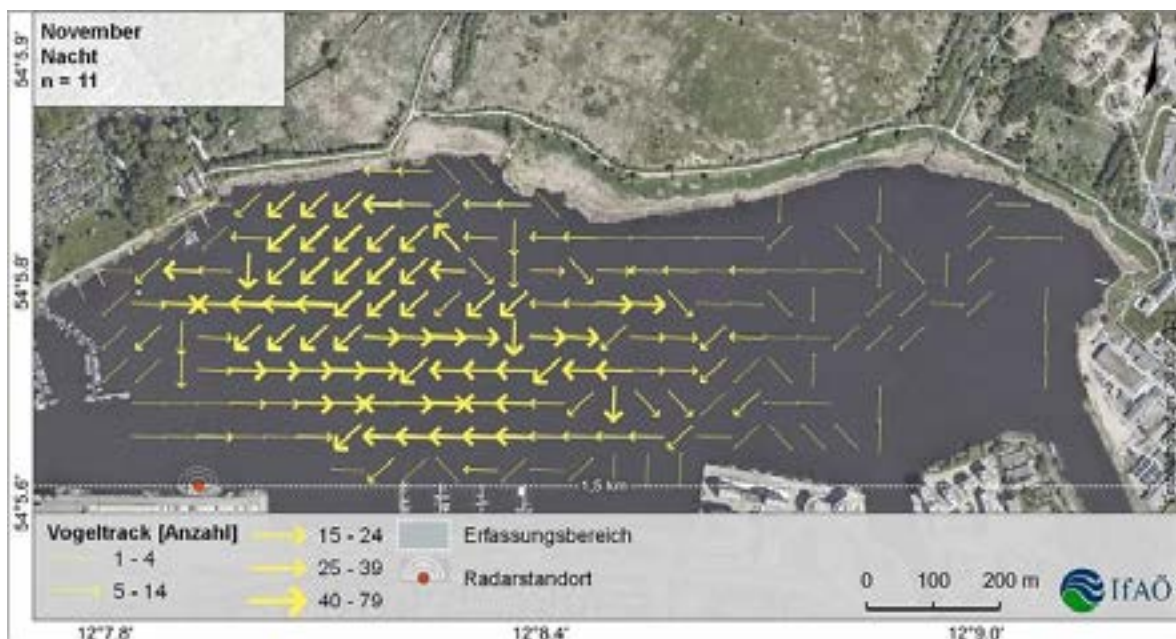 November
Nacht
n = 11
54°5.9'
54°5.8'
54°5.6'
1,5 km
Vogeltrack [Anzahl]
1 - 4
5 - 14
15 - 24
25 - 39
40 - 79
Erfassungsbereich
Radarstandort
0 100 200 m
IfAÖ
12°7.8' 12°8.4' 12°9.0'